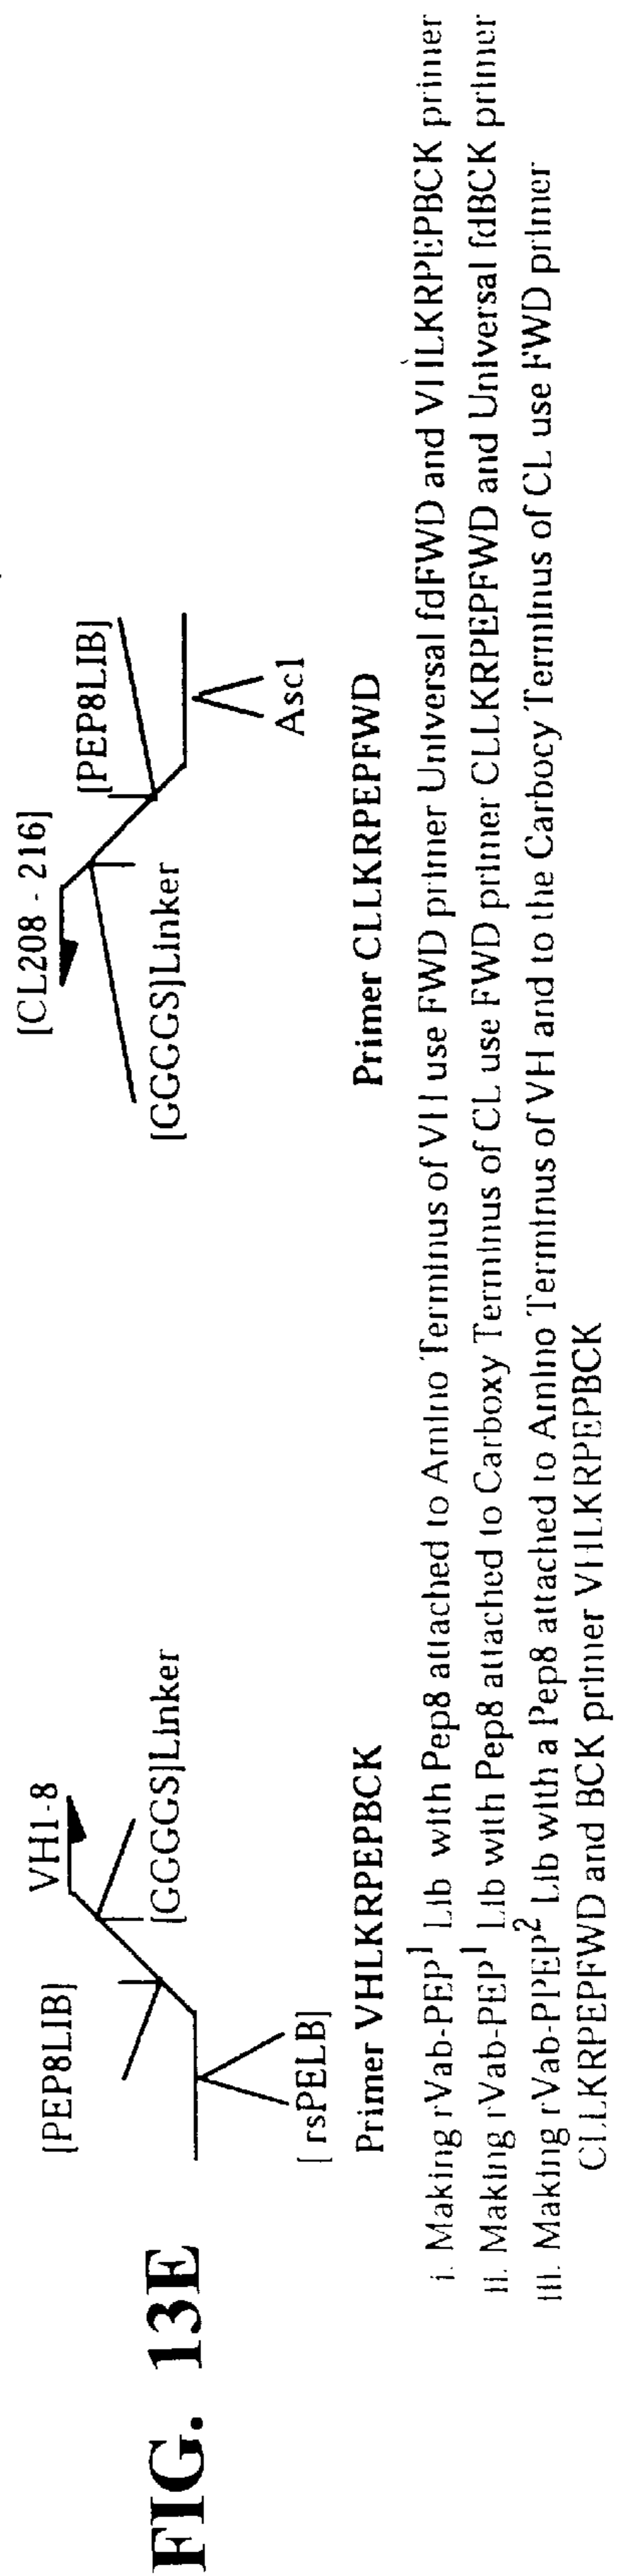 FIG. 13E
[PEP8LIB]
VH1-8
[GGGGS]Linker
[rsPELB]
Primer VHLKRPEPBCK
[CL208 - 216]
[PEP8LIB]
[GGGGS]Linker
Asc1
Primer CLLKRPEPFWD
i. Making rVab-PEP1 Lib with Pep8 attached to Amino Terminus of VH use FWD primer Universal fdFWD and VHLKRPEPBCK primer
ii. Making rVab-PEP1 Lib with Pep8 attached to Carboxy Terminus of CL use FWD primer CLLKRPEPFWD and Universal fdBCK primer
iii. Making rVab-PPEP2 Lib with a Pep8 attached to Amino Terminus of VH and to the Carbocy Terminus of CL use FWD primer
CLLKRPEPFWD and BCK primer VHLKRPEPBCK